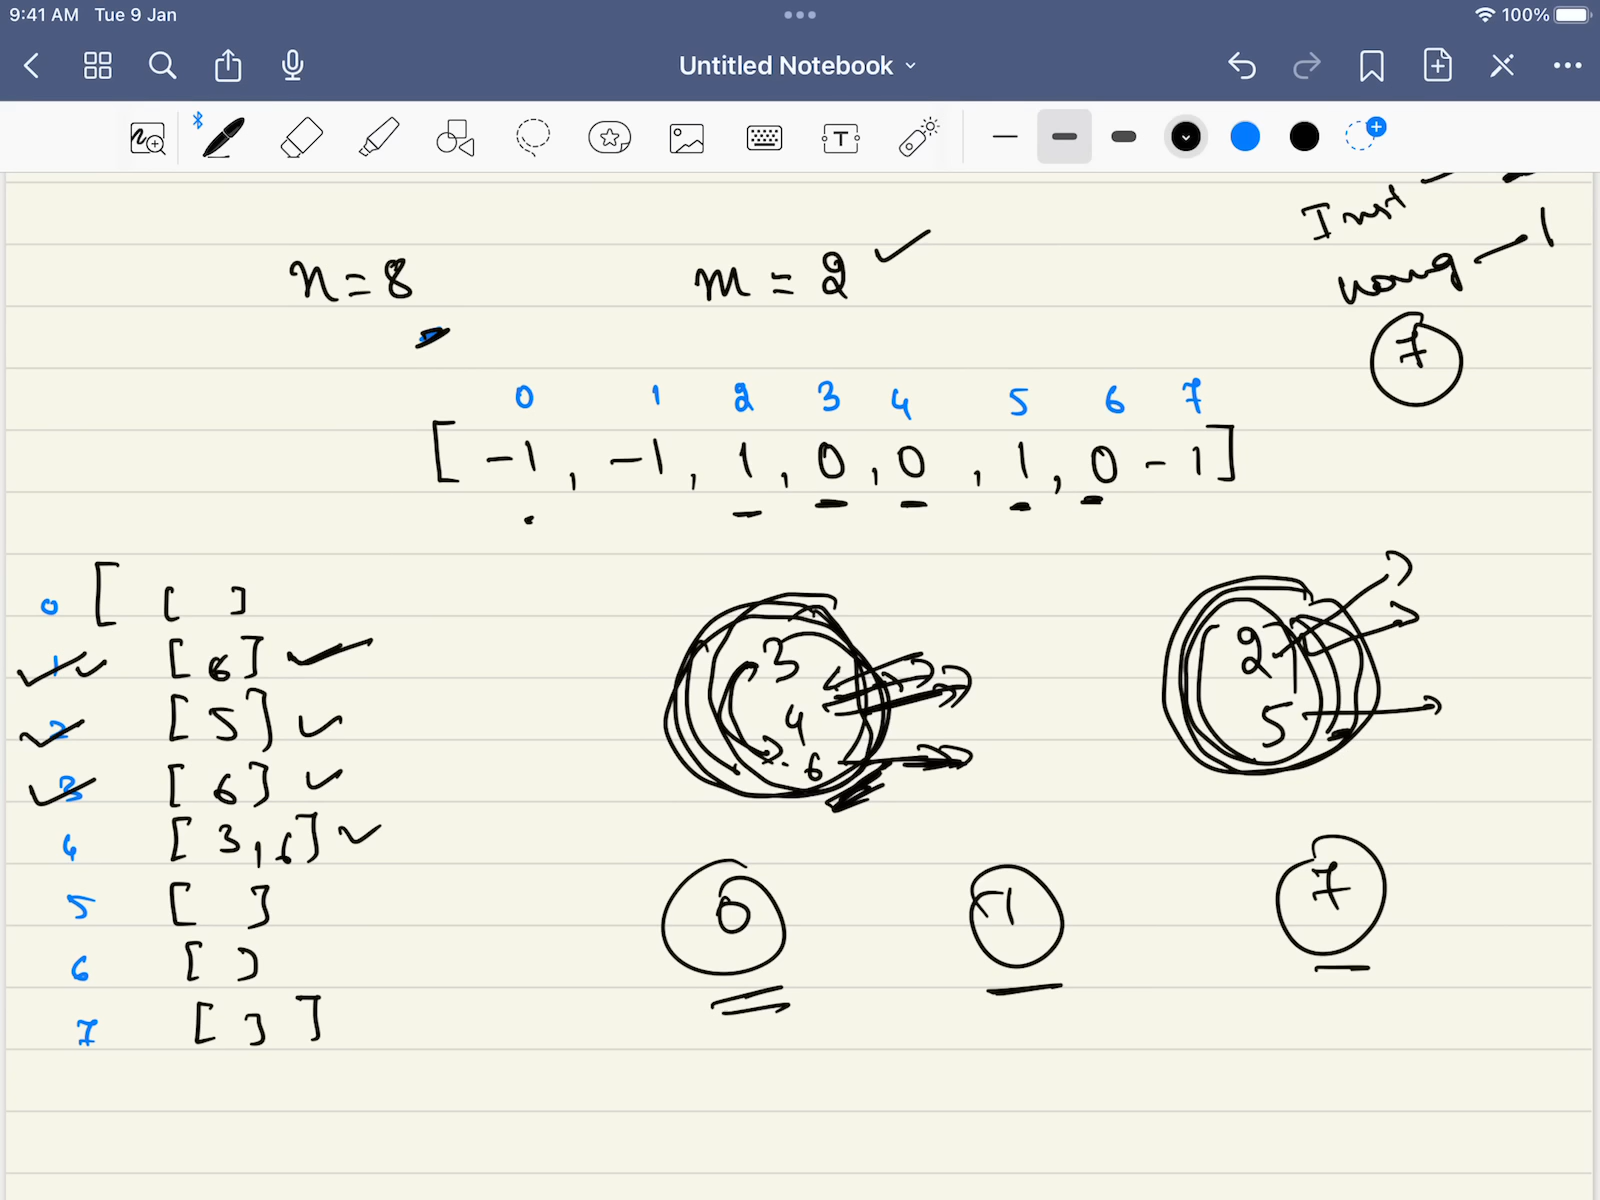 9:41 AM Tue 9 Jan
100%
Untitled Notebook
T
n=8
m = 2
1
7
0 1 2 3 4 5 6 7
[ -1, -1, 1, 0, 0, 1, 0 -1]
0 [ [ ]
1 [6]
2 [5]
3 [6]
4 [3,6]
5 [ ]
6 [ ]
7 [ ] ]
3
4
6
2
5
0
1
7